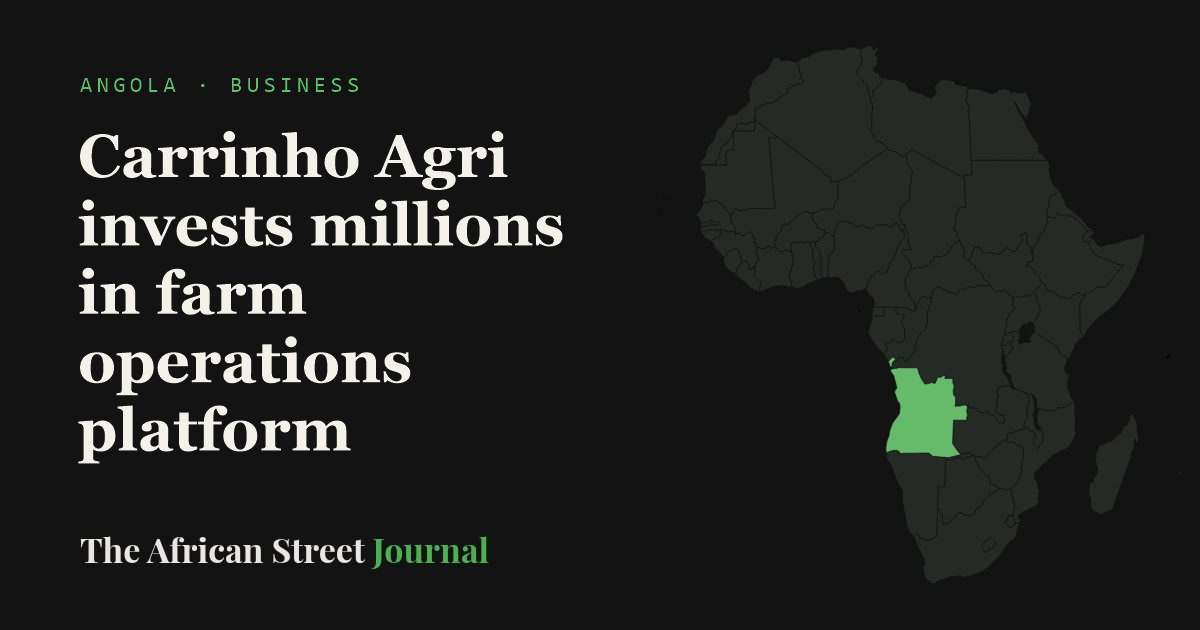 ANGOLA · BUSINESS
Carrinho Agri
invests millions
in farm
operations
platform
The African Street Journal